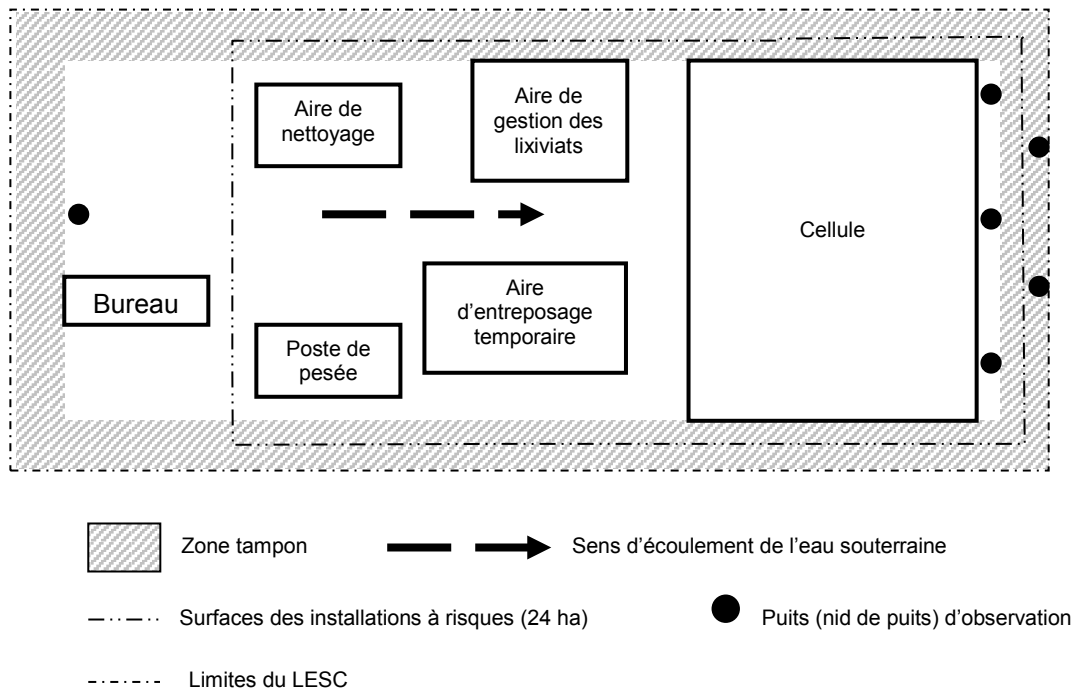 Aire de
nettoyage
Aire de
gestion des
lixiviats
Cellule
Bureau
Aire
d'entreposage
temporaire
Poste de
pesée
Zone tampon
Sens d'écoulement de l'eau souterraine
Surfaces des installations à risques (24 ha)
Puits (nid de puits) d'observation
Limites du LESC